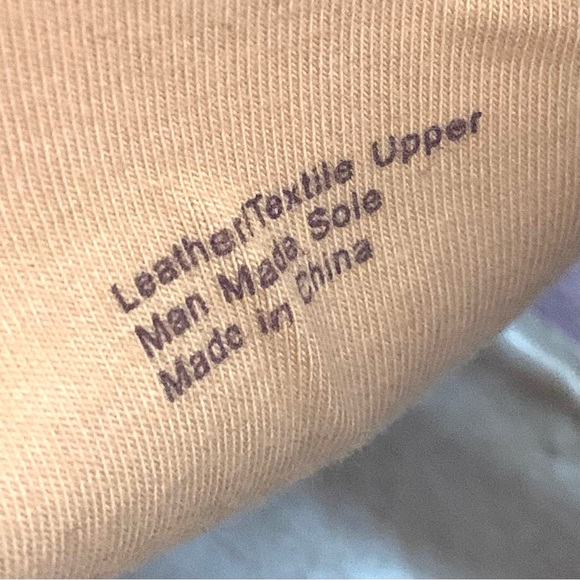 Leather/Textile Upper
Man Made Sole
Made in China